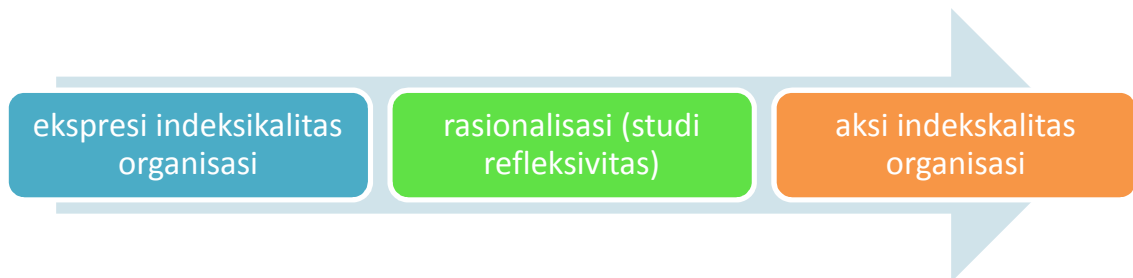 ekspresi indeksikalitas
organisasi
rasionalisasi (studi
refleksivitas)
aksi indekskalitas
organisasi